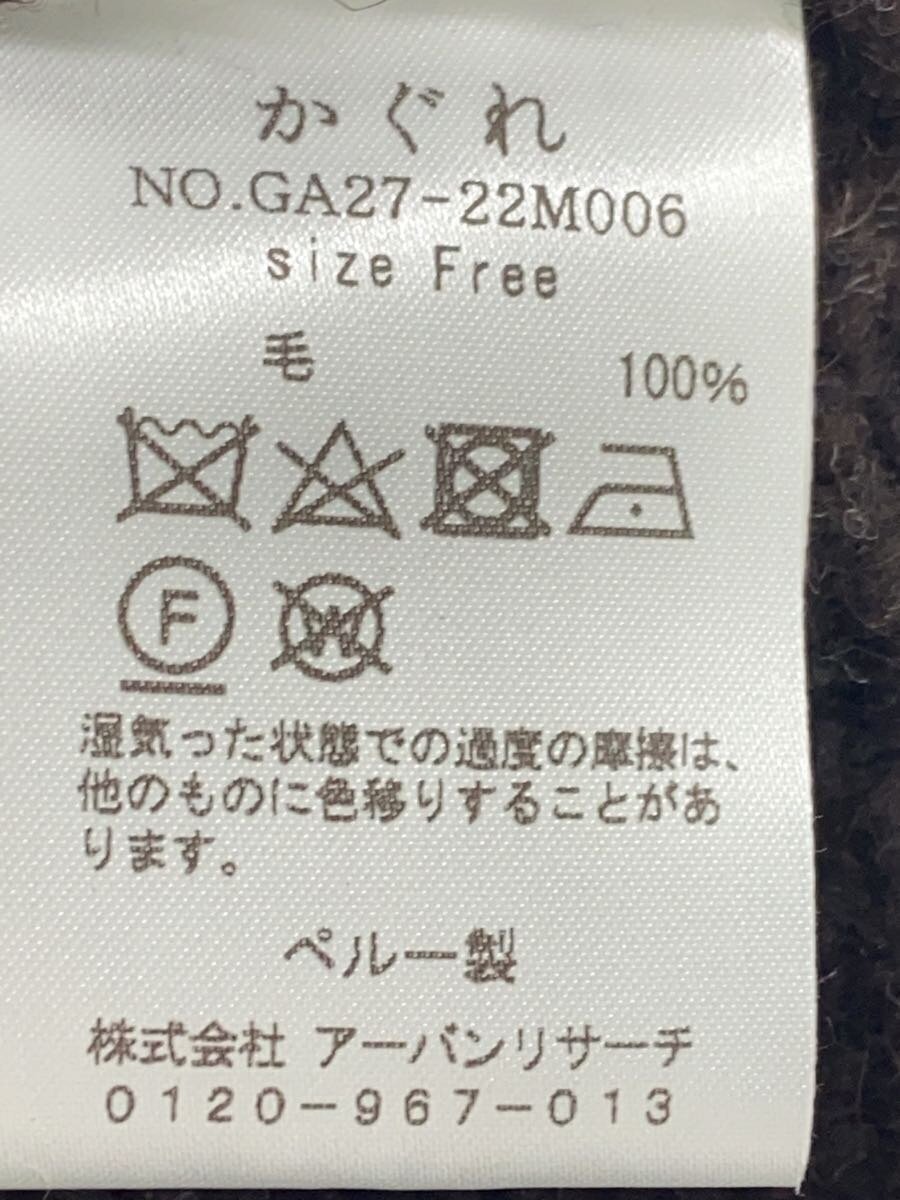 かぐれ
NO.GA27-22M006
size Free
毛 100%
F W
湿気った状態での過度の摩擦は、
他のものに色移りすることがあ
ります。
ペルー製
株式会社 アーバンリサーチ
0120-967-013